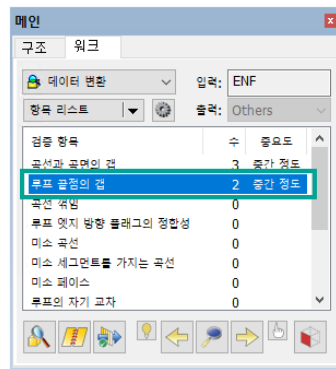 메인
구조 워크
데이터 변환 입력: ENF
항목 리스트 출력: Others
검증 항목 수 중요도
곡선과 곡면의 갭 3 중간 정도
루프 끝점의 갭 2 중간 정도
곡선 꺾임 0
루프 엣지 방향 플래그의 정합성 0
미소 곡선 0
미소 세그먼트를 가지는 곡선 0
미소 페이스 0
루프의 자기 교차 0